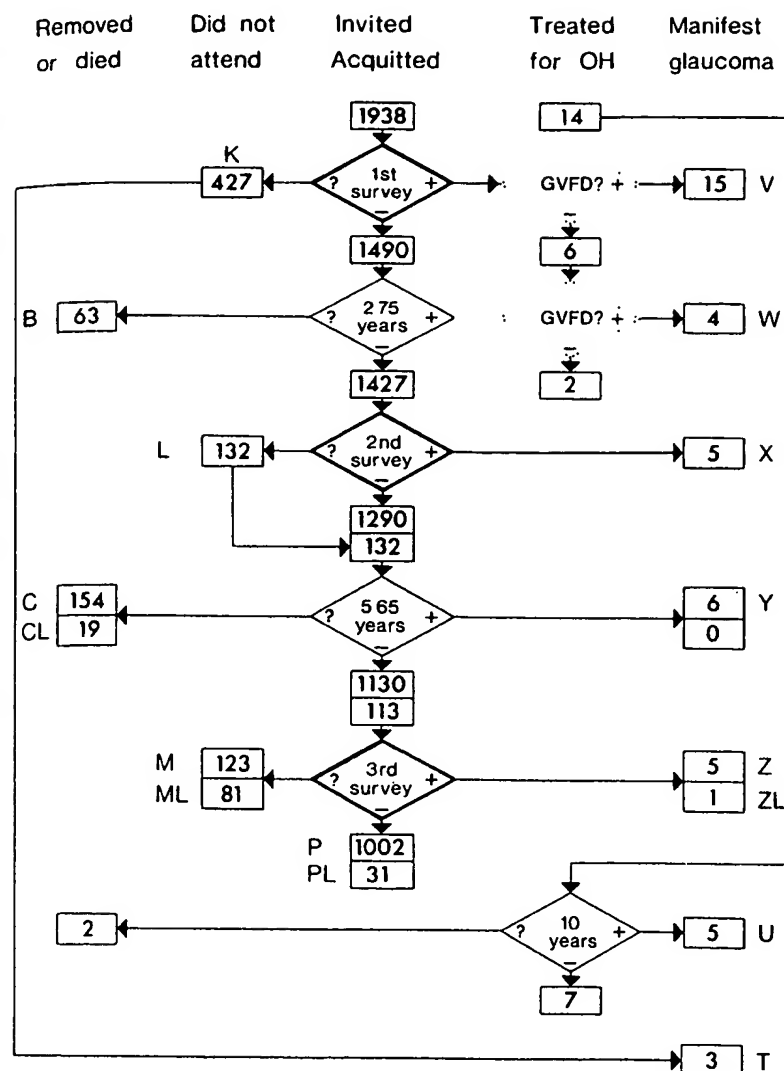 Removed or died
Did not attend
Invited Acquitted
Treated for OH
Manifest glaucoma
1938
14
K
427
? 1st survey + −
GVFD? + −
15 V
1490
6
B 63
? 2 75 years + −
GVFD? + −
4 W
1427
2
L 132
? 2nd survey + −
5 X
1290
132
C 154
CL 19
? 5 65 years + −
6 Y
0
1130
113
M 123
ML 81
? 3rd survey + −
5 Z
1 ZL
P 1002
PL 31
2
? 10 years + −
5 U
7
3 T